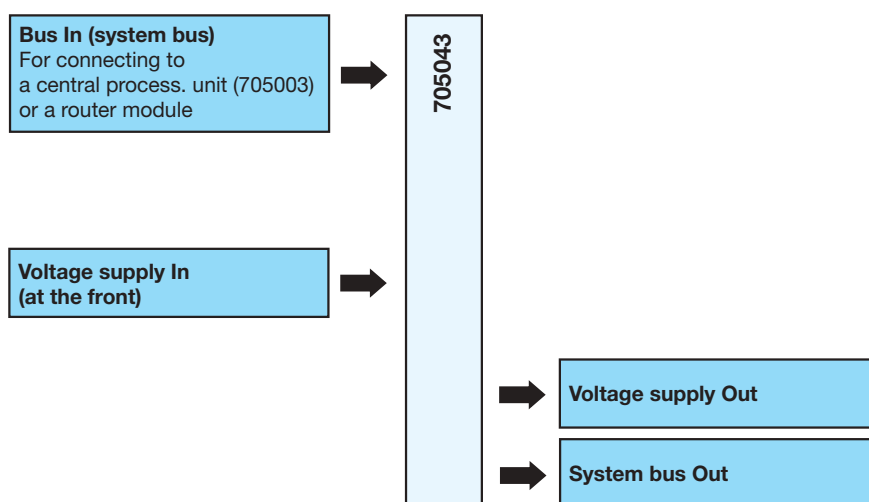 Bus In (system bus)
For connecting to
a central process. unit (705003)
or a router module
705043
Voltage supply In
(at the front)
Voltage supply Out
System bus Out